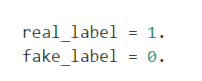 real_label = 1.
fake_label = 0.